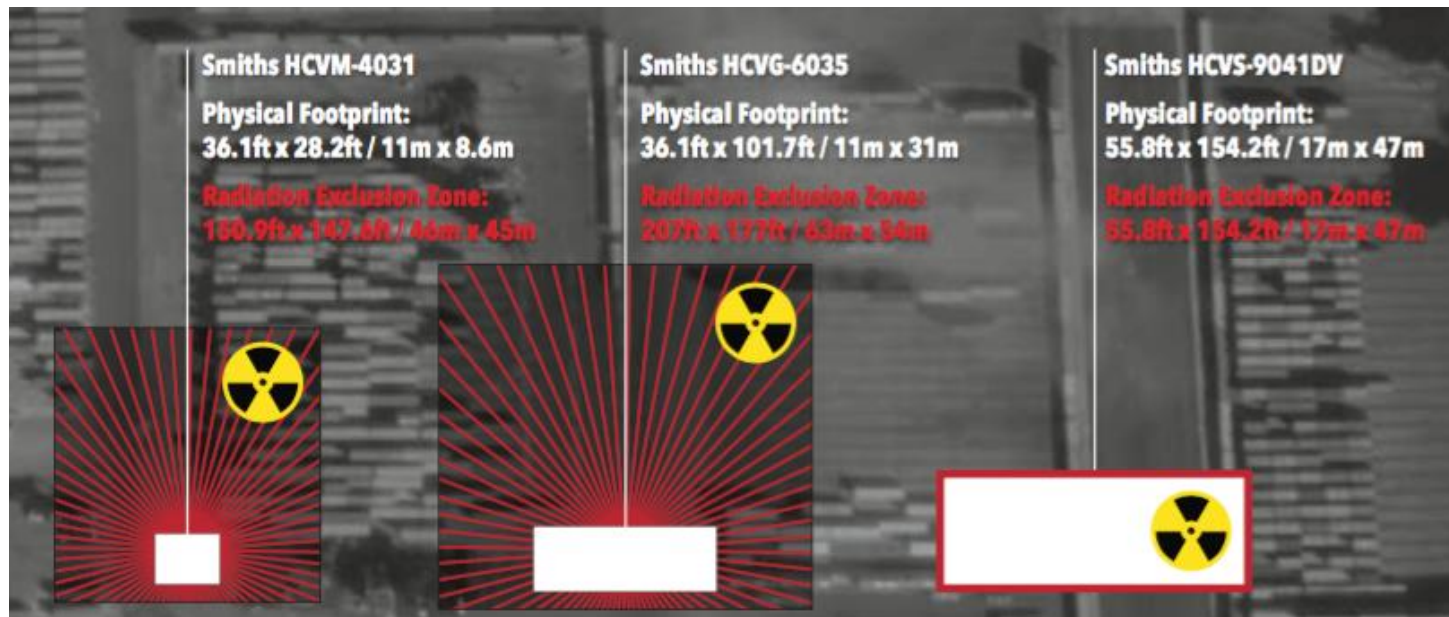 Smiths HCVM-4031
Physical Footprint:
36.1ft x 28.2ft / 11m x 8.6m
Radiation Exclusion Zone:
150.9ft x 147.6ft / 46m x 45m
Smiths HCVG-6035
Physical Footprint:
36.1ft x 101.7ft / 11m x 31m
Radiation Exclusion Zone:
207ft x 177ft / 63m x 54m
Smiths HCVS-9041DV
Physical Footprint:
55.8ft x 154.2ft / 17m x 47m
Radiation Exclusion Zone:
55.8ft x 154.2ft / 17m x 47m